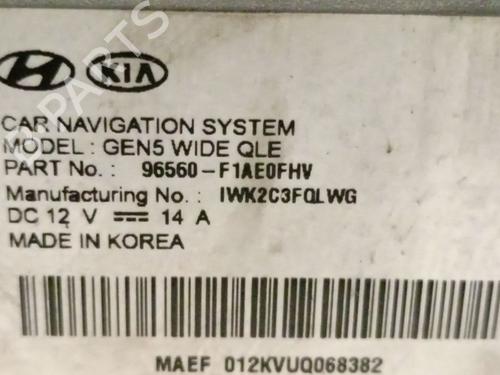 KIA
CAR NAVIGATION SYSTEM
MODEL : GEN5 WIDE QLE
PART No. : 96560-F1AE0FHV
Manufacturing No. : IWK2C3FQLWG
DC 12 V ⎓ 14 A
MADE IN KOREA
MAEF 012KVUQ068382